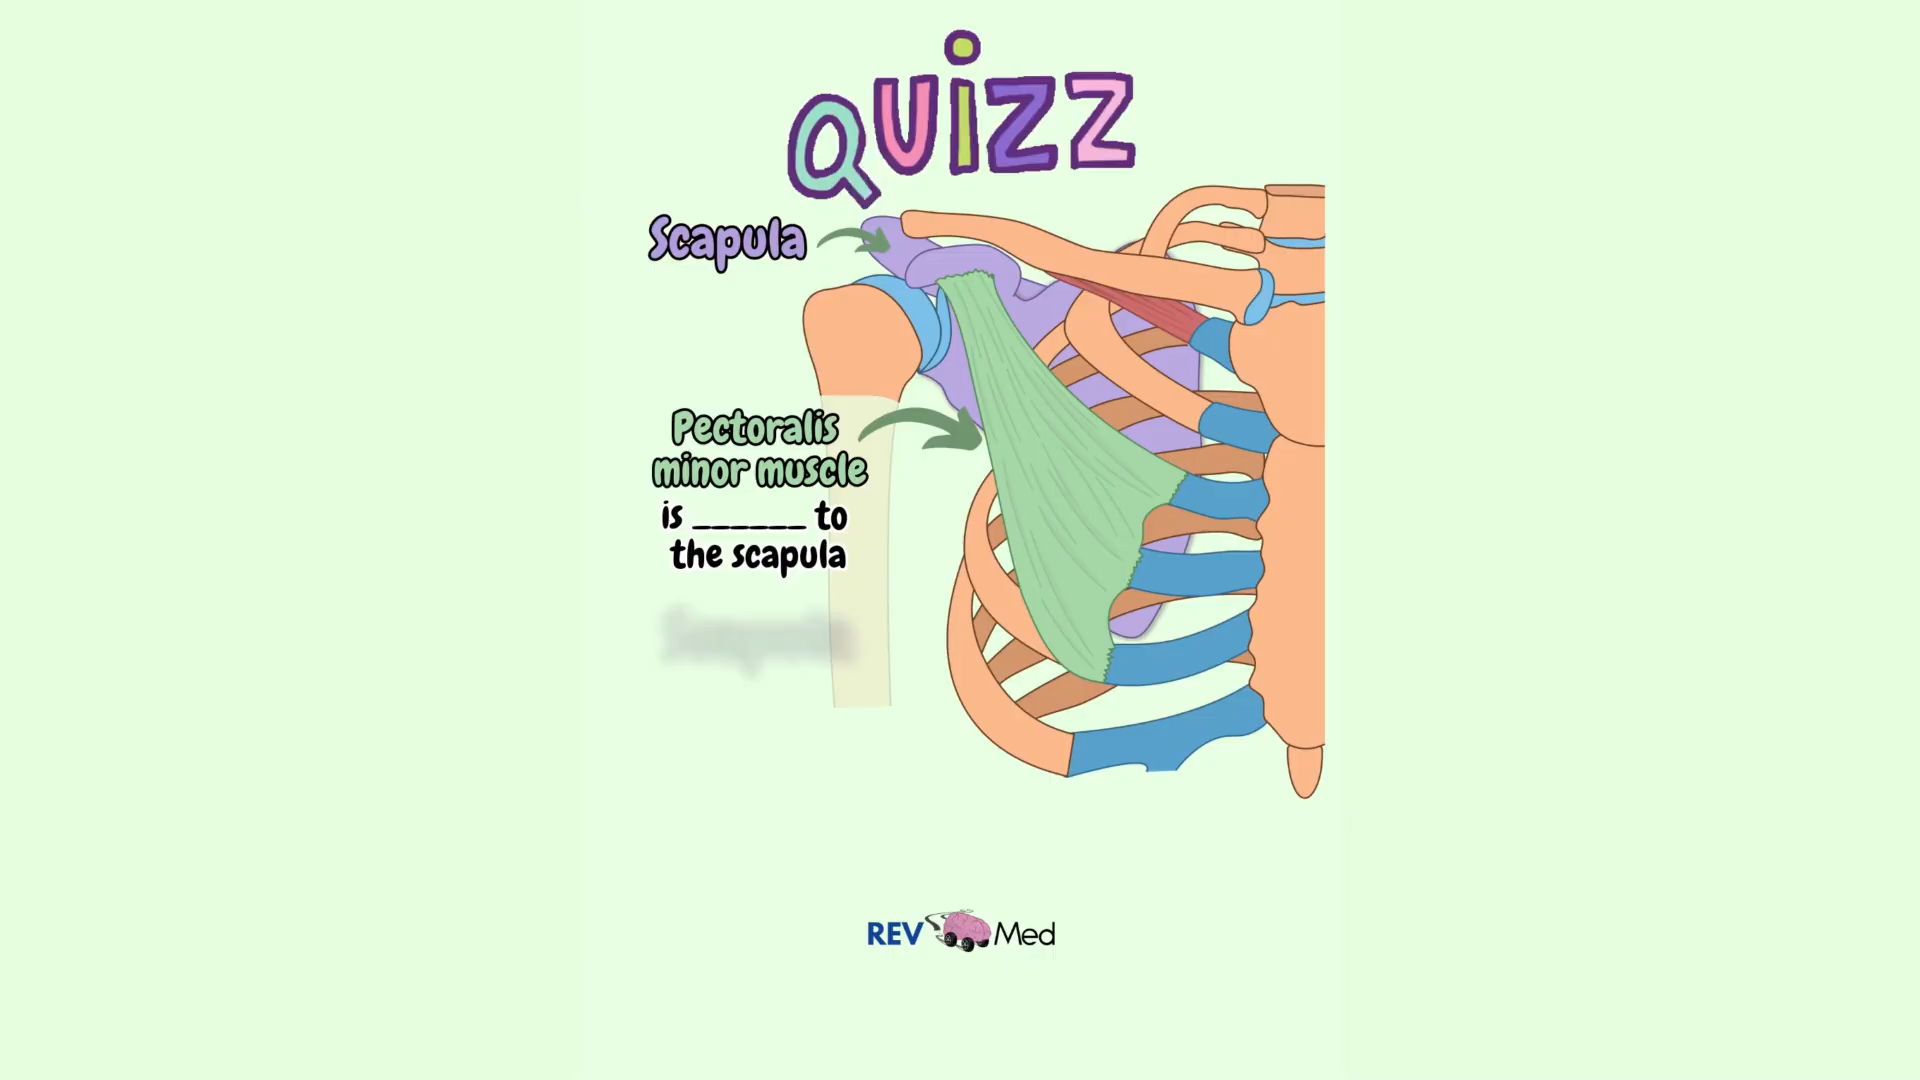 QUiZZ
Scapula
Pectoralis
minor muscle
is ______ to
the scapula
REV Med